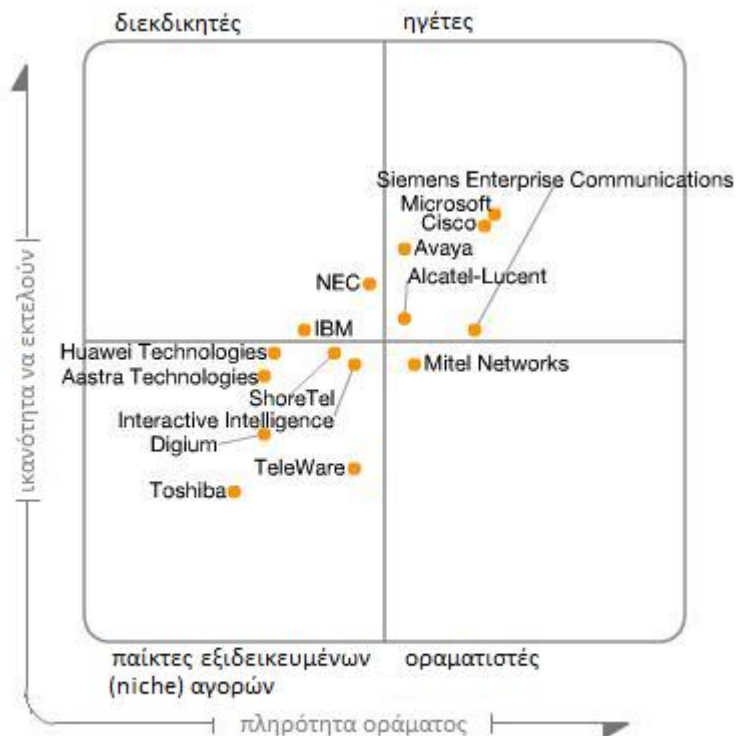 διεκδικητές
ηγέτες
Siemens Enterprise Communications
Microsoft
Cisco
Avaya
Alcatel-Lucent
NEC
IBM
Huawei Technologies
Mitel Networks
Aastra Technologies
ShoreTel
Interactive Intelligence
Digium
TeleWare
Toshiba
ικανότητα να εκτελούν
παίκτες εξιδεικευμένων
(niche) αγορών
οραματιστές
πληρότητα οράματος